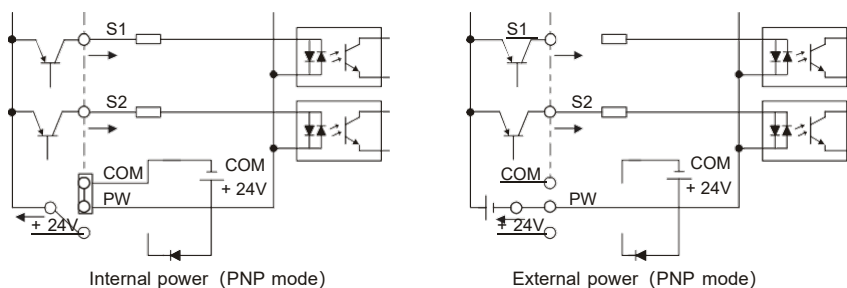 S1
S2
COM
COM
+ 24V
PW
+ 24V
Internal power (PNP mode)
S1
S2
COM
COM
+ 24V
PW
+ 24V
External power (PNP mode)